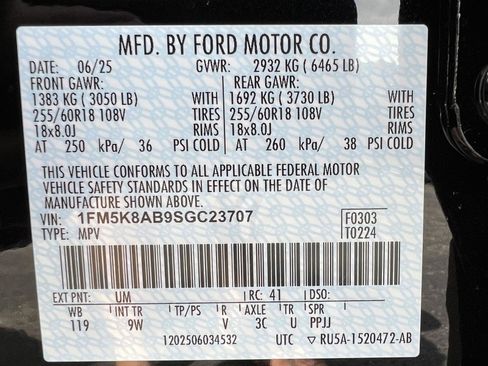 MFD. BY FORD MOTOR CO.
DATE: 06/25 GVWR: 2932 KG ( 6465 LB)
FRONT GAWR: REAR GAWR:
1383 KG ( 3050 LB) WITH 1692 KG ( 3730 LB) WITH
255/60R18 108V TIRES 255/60R18 108V TIRES
18x8.0J RIMS 18x8.0J RIMS
AT 250 kPa/ 36 PSI COLD AT 260 kPa/ 38 PSI COLD
THIS VEHICLE CONFORMS TO ALL APPLICABLE FEDERAL MOTOR
VEHICLE SAFETY STANDARDS IN EFFECT ON THE DATE OF
MANUFACTURE SHOWN ABOVE.
VIN: 1FM5K8AB9SGC23707 F0303
TYPE: MPV T0224
EXT PNT: UM RC: 41 DSO:
WB INT TR TP/PS R AXLE TR SPR
119 9W V 3C U PPJJ
1202506034532 UTC ▽ RU5A-1520472-AB